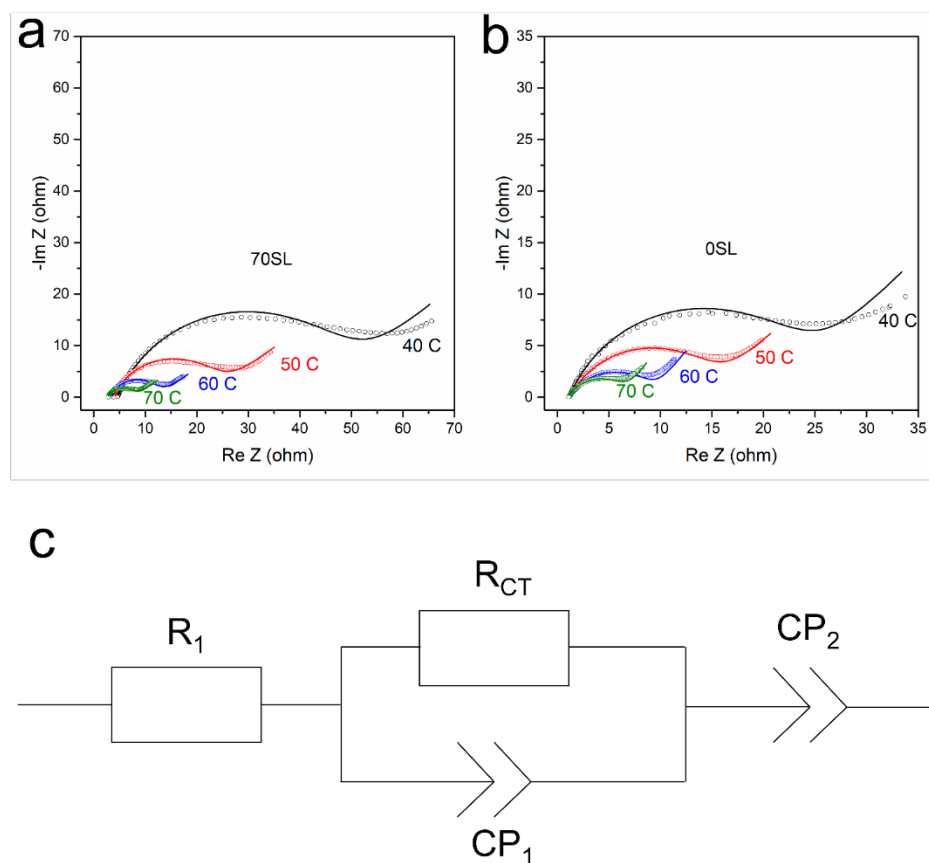 a
70
60
50
40
30
20
10
0
-Im Z (ohm)
70SL
40 C
50 C
60 C
70 C
0 10 20 30 40 50 60 70
Re Z (ohm)
b
35
30
25
20
15
10
5
0
-Im Z (ohm)
0SL
40 C
50 C
60 C
70 C
0 5 10 15 20 25 30 35
Re Z (ohm)
c
R1
RCT
CP1
CP2